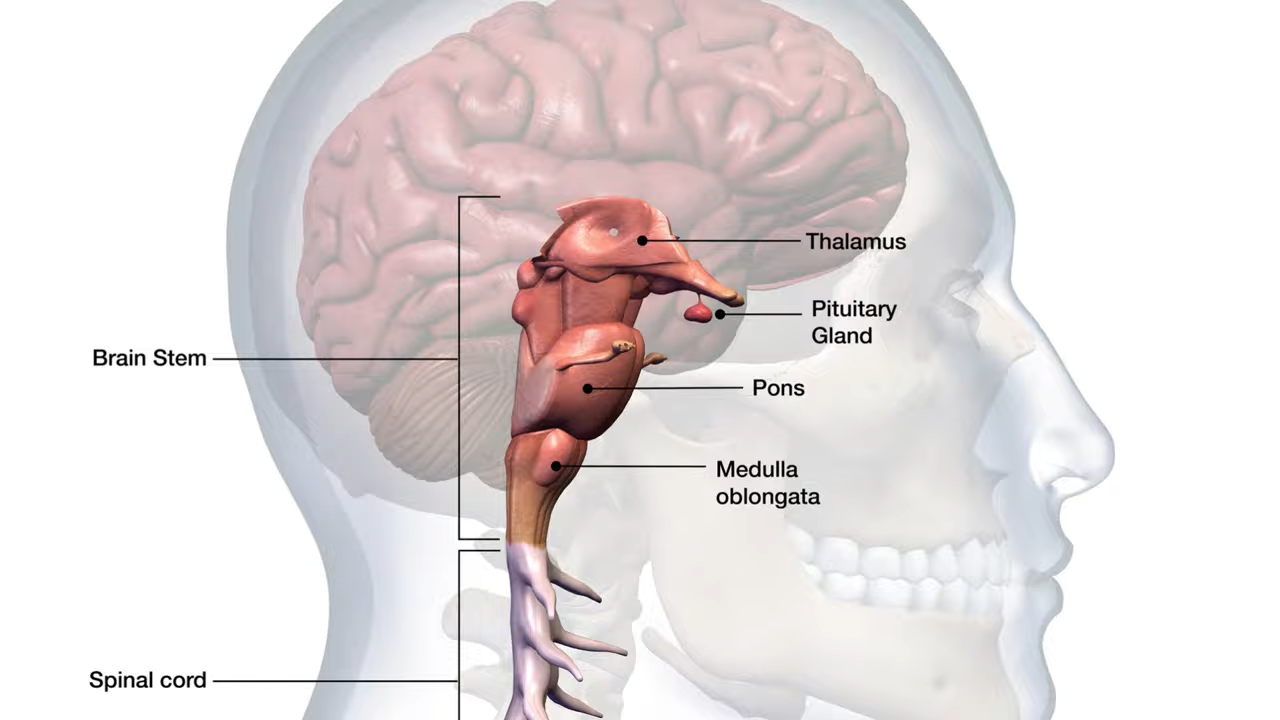 Thalamus
Pituitary
Gland
Brain Stem
Pons
Medulla
oblongata
Spinal cord